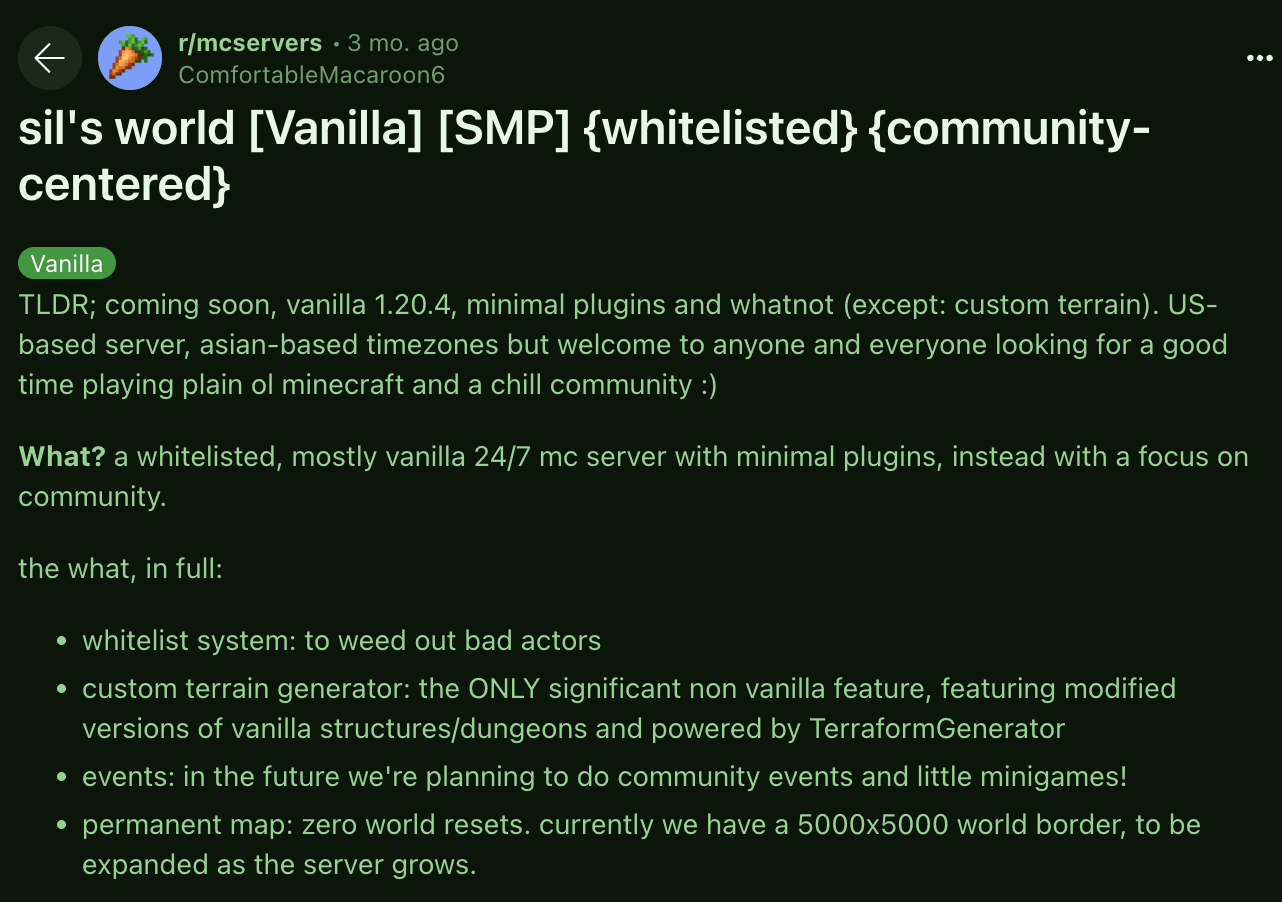 r/mcservers • 3 mo. ago
ComfortableMacaroon6
sil's world [Vanilla] [SMP] {whitelisted} {community-
centered}
Vanilla
TLDR; coming soon, vanilla 1.20.4, minimal plugins and whatnot (except: custom terrain). US-
based server, asian-based timezones but welcome to anyone and everyone looking for a good
time playing plain ol minecraft and a chill community :)
What? a whitelisted, mostly vanilla 24/7 mc server with minimal plugins, instead with a focus on
community.
the what, in full:
• whitelist system: to weed out bad actors
• custom terrain generator: the ONLY significant non vanilla feature, featuring modified
versions of vanilla structures/dungeons and powered by TerraformGenerator
• events: in the future we're planning to do community events and little minigames!
• permanent map: zero world resets. currently we have a 5000x5000 world border, to be
expanded as the server grows.